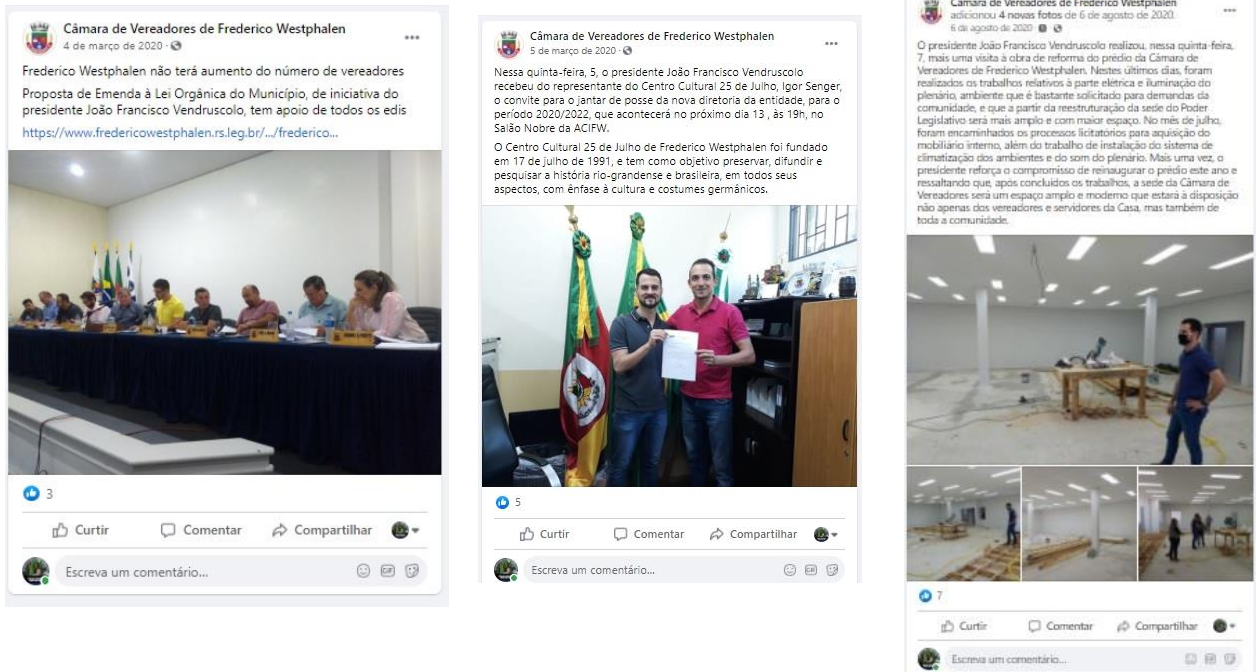 Câmara de Vereadores de Frederico Westphalen
4 de março de 2020 ·
Frederico Westphalen não terá aumento do número de vereadores
Proposta de Emenda à Lei Orgânica do Município, de iniciativa do
presidente João Francisco Vendruscolo, tem apoio de todos os edis
https://www.fredericowestphalen.rs.leg.br/.../frederico...
3
Curtir
Comentar
Compartilhar
Escreva um comentário...
GIF
Câmara de Vereadores de Frederico Westphalen
5 de março de 2020 ·
Nessa quinta-feira, 5, o presidente João Francisco Vendruscolo
recebeu do representante do Centro Cultural 25 de Julho, Igor Senger,
o convite para o jantar de posse da nova diretoria da entidade, para o
período 2020/2022, que acontecerá no próximo dia 13 , às 19h, no
Salão Nobre da ACIFW.
O Centro Cultural 25 de Julho de Frederico Westphalen foi fundado
em 17 de julho de 1991, e tem como objetivo preservar, difundir e
pesquisar a história rio-grandense e brasileira, em todos seus
aspectos, com ênfase à cultura e costumes germânicos.
5
Curtir
Comentar
Compartilhar
Escreva um comentário...
GIF
Câmara de Vereadores de Frederico Westphalen
adicionou 4 novas fotos de 6 de agosto de 2020.
6 de agosto de 2020 ·
O presidente João Francisco Vendruscolo realizou, nessa quinta-feira,
7, mais uma visita à obra de reforma do prédio da Câmara de
Vereadores de Frederico Westphalen. Nestes últimos dias, foram
realizados os trabalhos relativos à parte elétrica e iluminação do
plenário, ambiente que é bastante solicitado para demandas da
comunidade, e que a partir da reestruturação da sede do Poder
Legislativo será mais amplo e com maior espaço. No mês de julho,
foram encaminhados os processos licitatórios para aquisição do
mobiliário interno, além do trabalho de instalação do sistema de
climatização dos ambientes e do som do plenário. Mais uma vez, o
presidente reforça o compromisso de reinaugurar o prédio este ano e
ressaltando que, após concluídos os trabalhos, a sede da Câmara de
Vereadores será um espaço amplo e moderno que estará à disposição
não apenas dos vereadores e servidores da Casa, mas também de
toda a comunidade.
7
Curtir
Comentar
Compartilhar
Escreva um comentário...